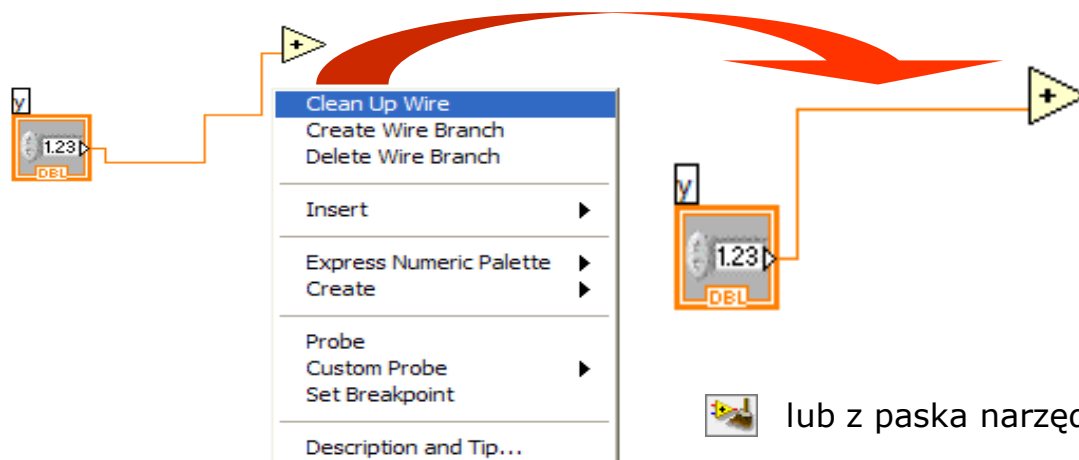 y
1.23
DBL
Clean Up Wire
Create Wire Branch
Delete Wire Branch
Insert
Express Numeric Palette
Create
Probe
Custom Probe
Set Breakpoint
Description and Tip...
y
1.23
DBL
lub z paska